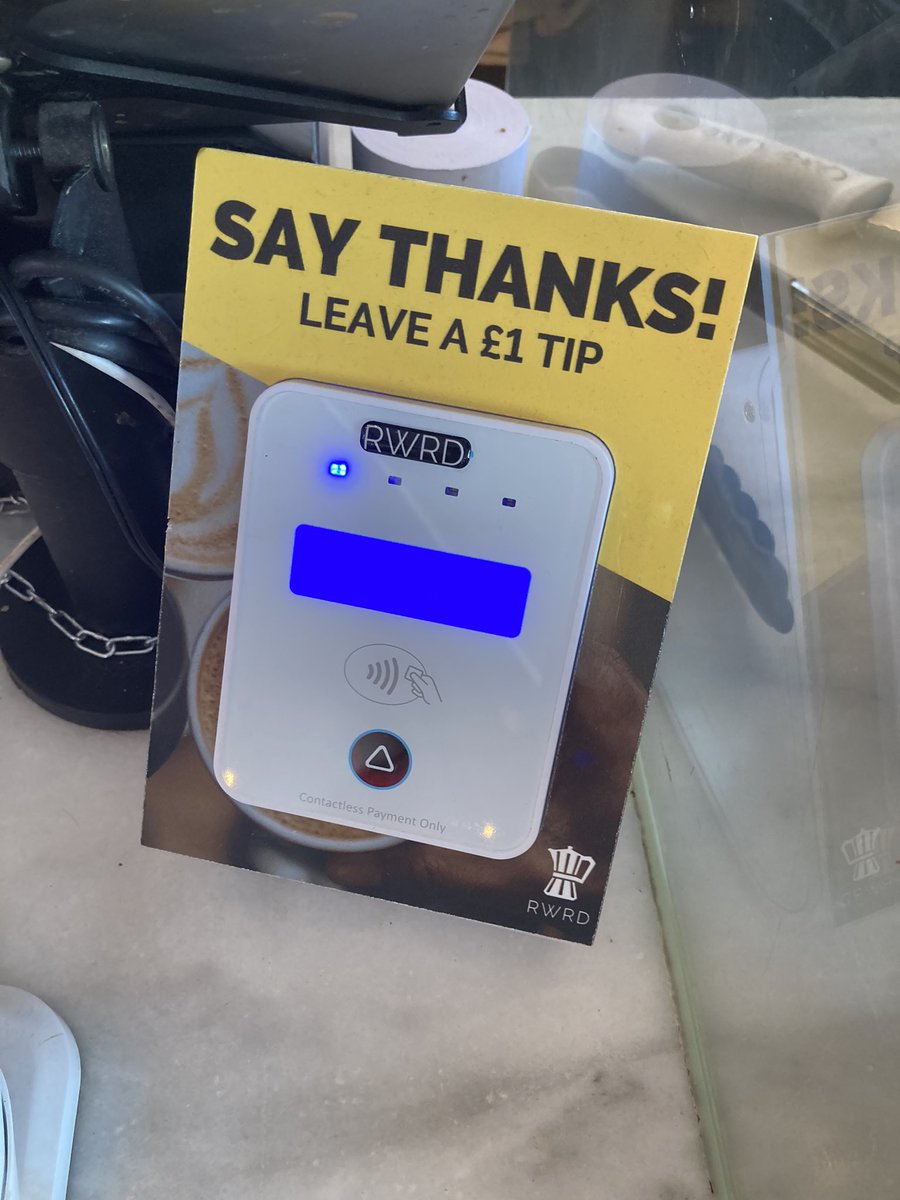 SAY THANKS!
LEAVE A £1 TIP
RWRD
Contactless Payment Only
RWRD